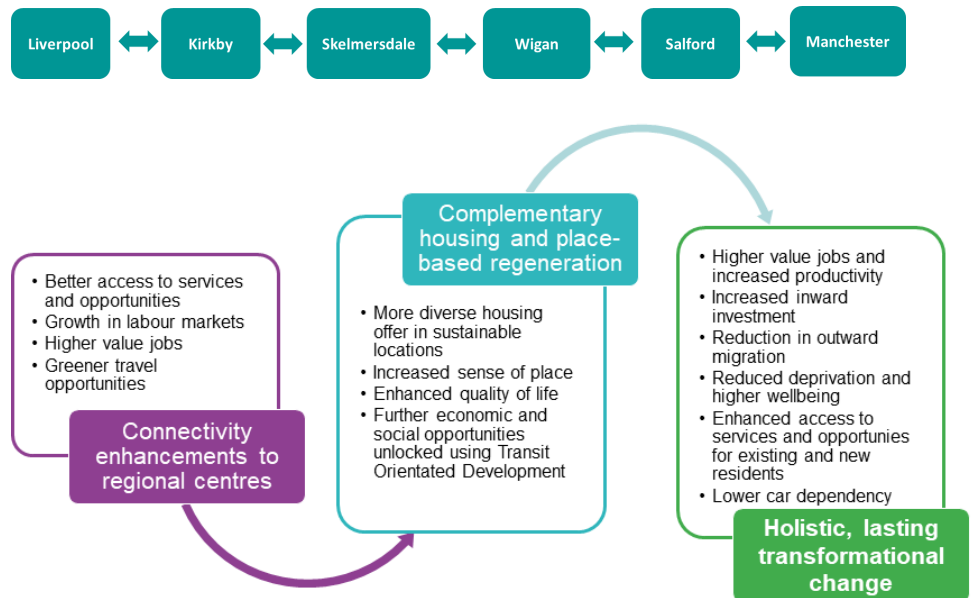 Liverpool
Kirkby
Skelmersdale
Wigan
Salford
Manchester
• Better access to services
and opportunities
• Growth in labour markets
• Higher value jobs
• Greener travel
opportunities
Connectivity
enhancements to
regional centres
Complementary
housing and place-
based regeneration
• More diverse housing
offer in sustainable
locations
• Increased sense of place
• Enhanced quality of life
• Further economic and
social opportunities
unlocked using Transit
Orientated Development
• Higher value jobs and
increased productivity
• Increased inward
investment
• Reduction in outward
migration
• Reduced deprivation and
higher wellbeing
• Enhanced access to
services and opportunies
for existing and new
residents
• Lower car dependency
Holistic, lasting
transformational
change